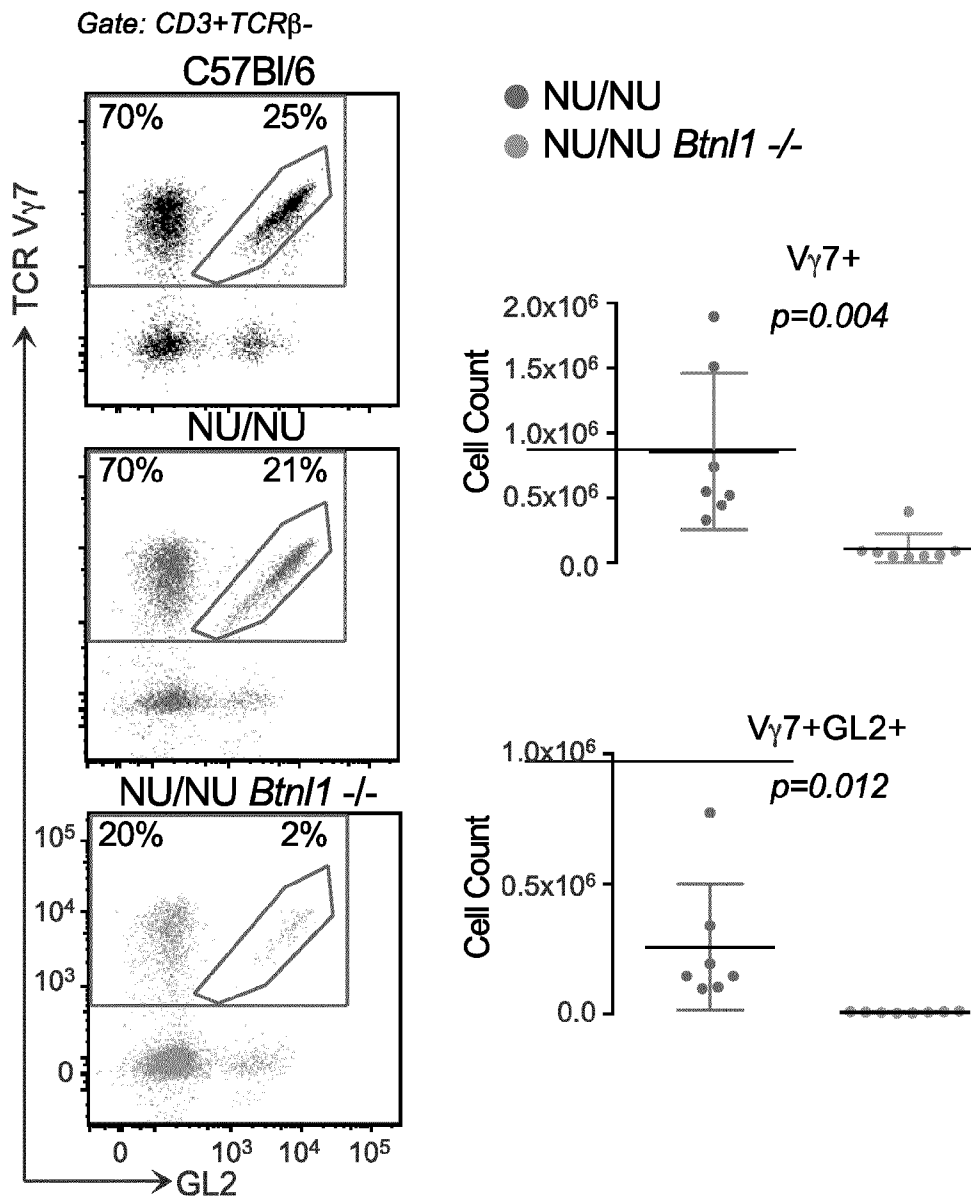 Gate: CD3+TCRβ-
C57Bl/6
70% 25%
TCR Vγ7
NU/NU
70% 21%
NU/NU Btnl1 -/-
20% 2%
10⁵
10⁴
10³
0
0 10³ 10⁴ 10⁵
GL2
NU/NU
NU/NU Btnl1 -/-
Vγ7+
p=0.004
Cell Count
2.0x10⁶
1.5x10⁶
1.0x10⁶
0.5x10⁶
0.0
Vγ7+GL2+
p=0.012
Cell Count
1.0x10⁶
0.5x10⁶
0.0